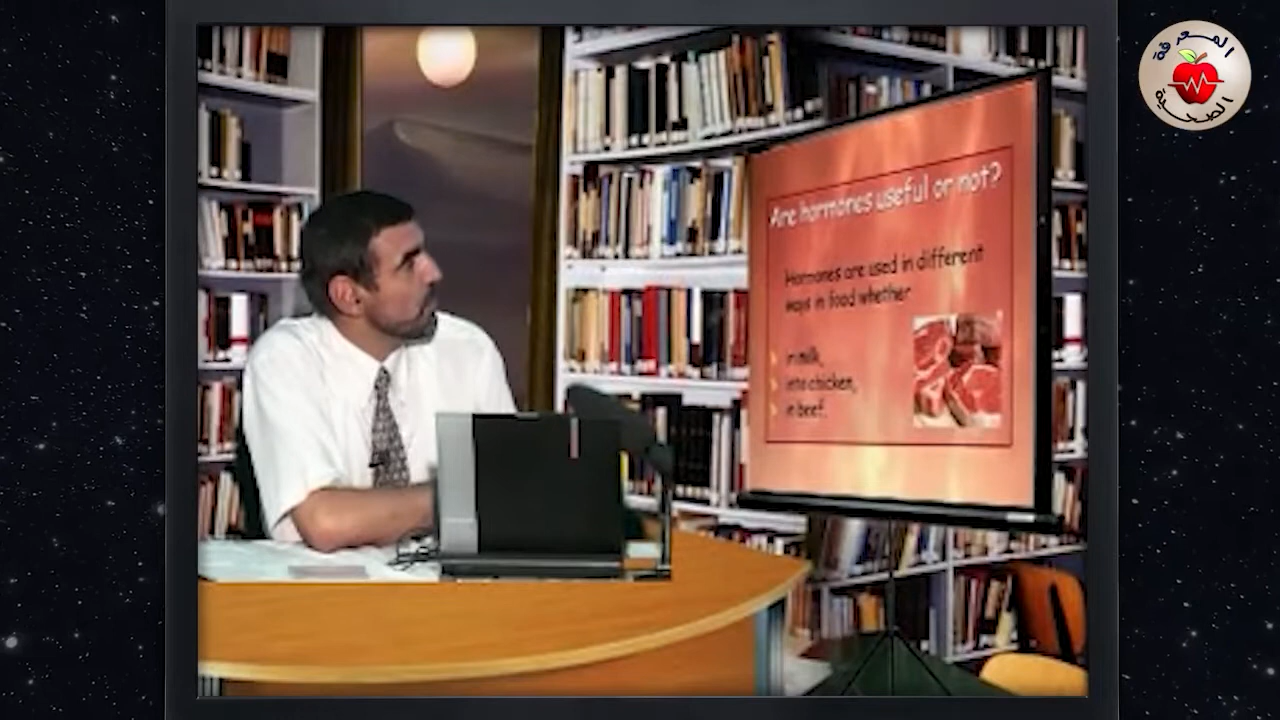 المعرفة
الصحية
Are hormones useful or not?
Hormones are used in different
ways in food whether
in milk,
into chicken,
in beef.